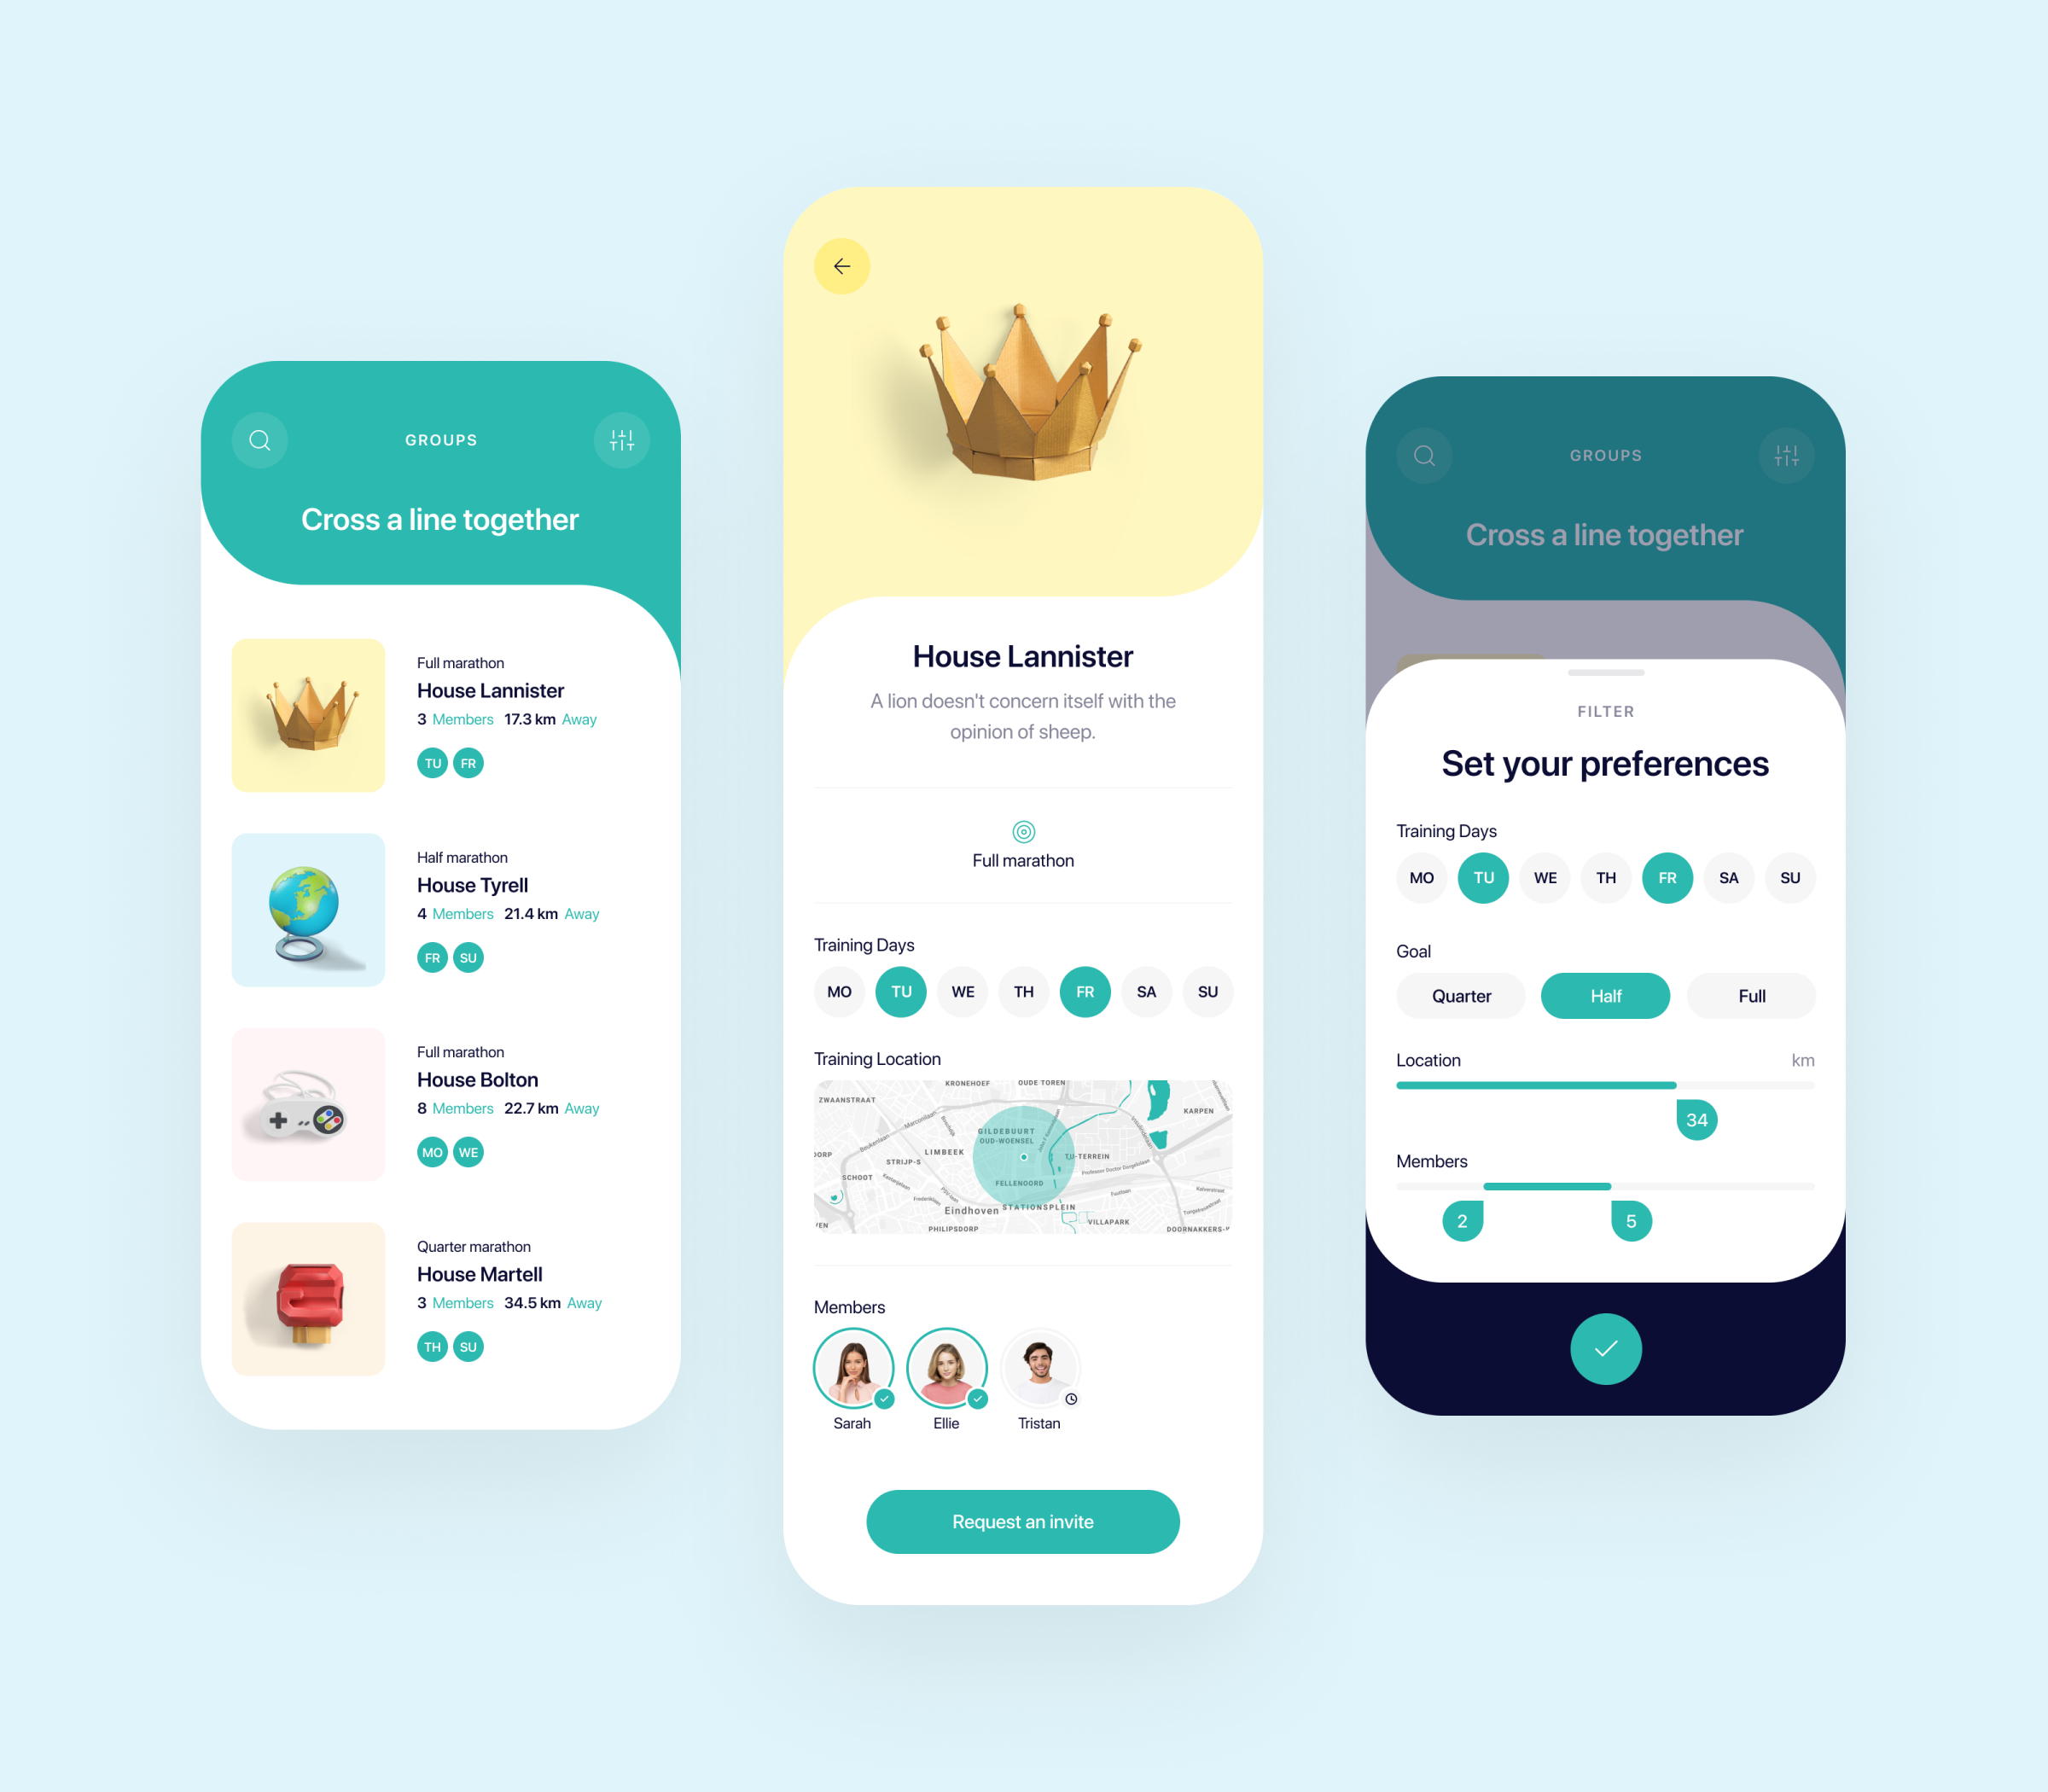 GROUPS
Cross a line together
Full marathon
House Lannister
3 Members 17.3 km Away
TU FR
Half marathon
House Tyrell
4 Members 21.4 km Away
FR SU
Full marathon
House Bolton
8 Members 22.7 km Away
MO WE
Quarter marathon
House Martell
3 Members 34.5 km Away
TH SU
House Lannister
A lion doesn't concern itself with the
opinion of sheep.
Full marathon
Training Days
MO TU WE TH FR SA SU
Training Location
KRONEHOEF
OUDE TOREN
ZWAANSTRAAT
KARPEN
Marconilaan
GILDEBUURT
OUD-WOENSEL
Beukenlaan
LIMBEEK
TU-TERREIN
STRIJP-S
Professor Doctor Dorgelolaan
SCHOOT
FELLENOORD
Frederiklaan
Eindhoven
STATIONSPLEIN
VILLAPARK
PHILIPSDORP
Members
Sarah Ellie Tristan
Request an invite
GROUPS
Cross a line together
FILTER
Set your preferences
Training Days
MO TU WE TH FR SA SU
Goal
Quarter Half Full
Location km
34
Members
2 5